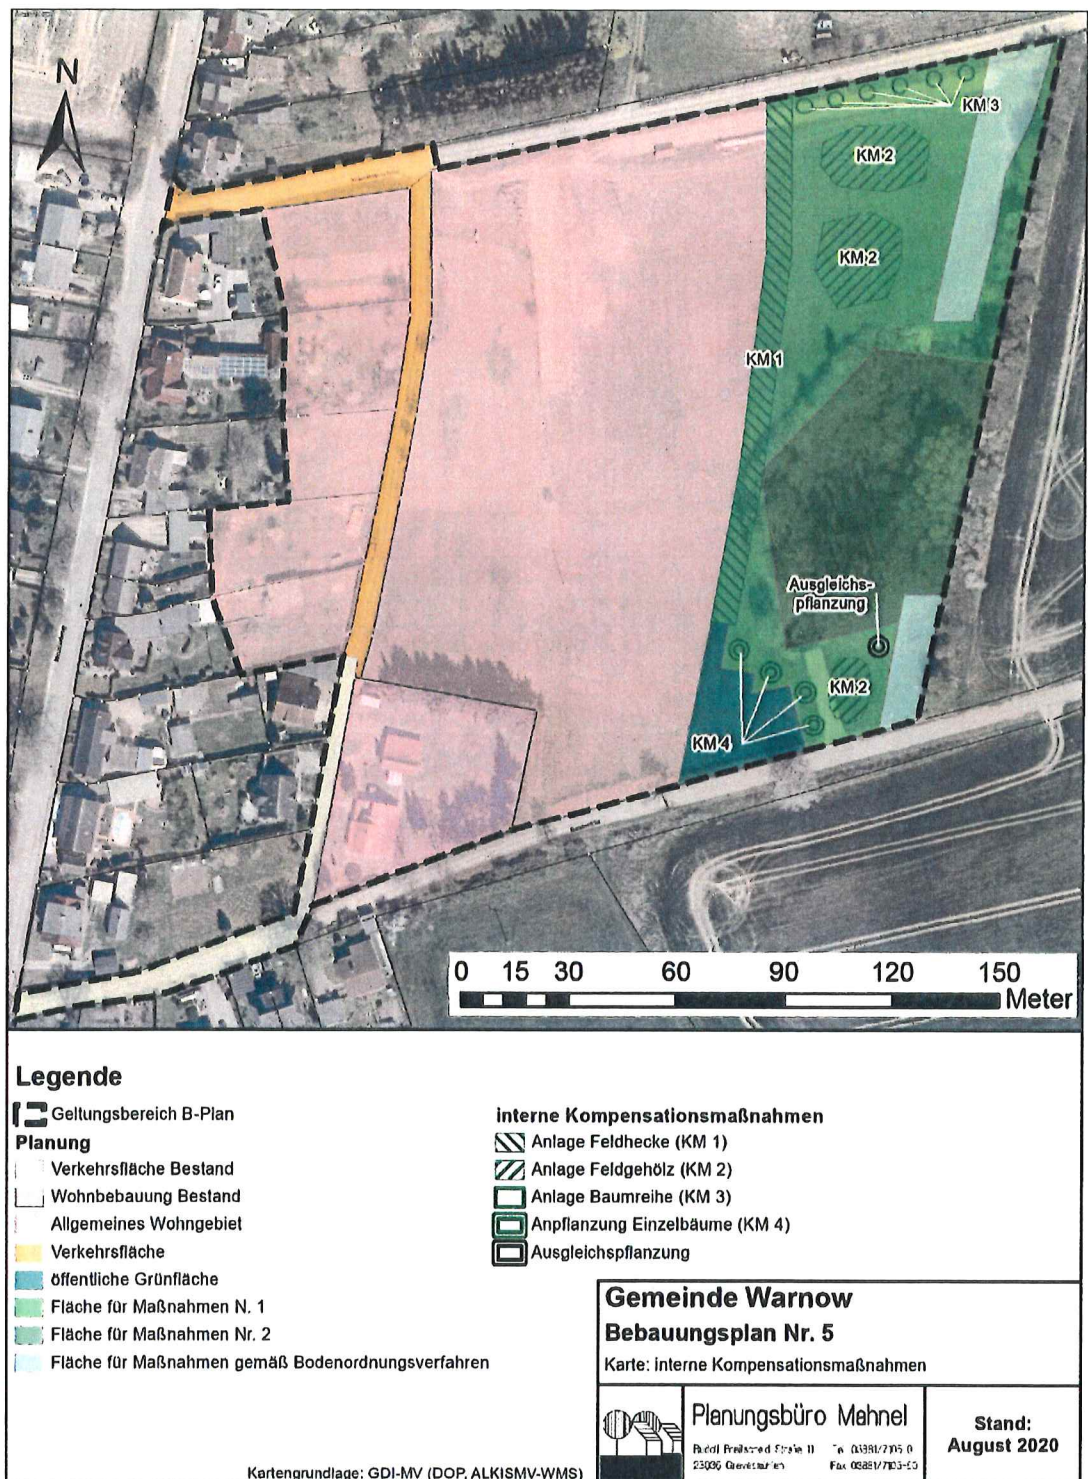 N
KM 3
KM 2
KM 2
KM 1
Ausgleichs-
pflanzung
KM 2
KM 4
0 15 30 60 90 120 150
Meter
Legende
Geltungsbereich B-Plan
Planung
Verkehrsfläche Bestand
Wohnbebauung Bestand
Allgemeines Wohngebiet
Verkehrsfläche
öffentliche Grünfläche
Fläche für Maßnahmen N. 1
Fläche für Maßnahmen Nr. 2
Fläche für Maßnahmen gemäß Bodenordnungsverfahren
interne Kompensationsmaßnahmen
Anlage Feldhecke (KM 1)
Anlage Feldgehölz (KM 2)
Anlage Baumreihe (KM 3)
Anpflanzung Einzelbäume (KM 4)
Ausgleichspflanzung
Gemeinde Warnow
Bebauungsplan Nr. 5
Karte: interne Kompensationsmaßnahmen
Planungsbüro Mahnel
23936
Fax
Stand:
August 2020
Kartengrundlage: GDI-MV (DOP, ALKISMV-WMS)